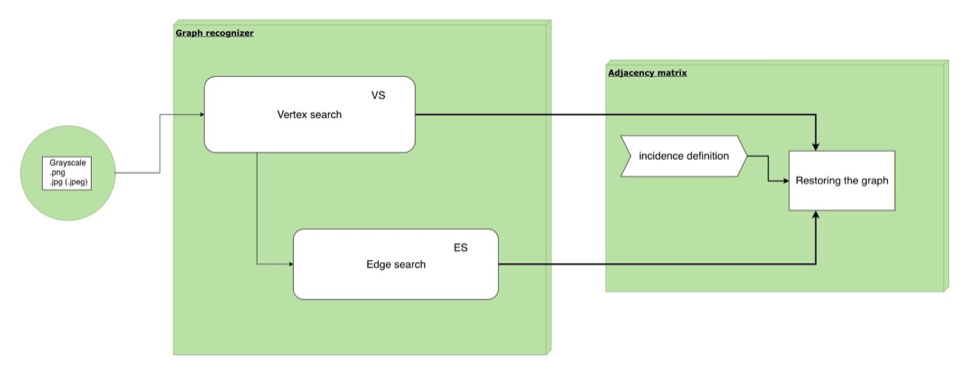 Graph recognizer
VS
Vertex search
Grayscale
.png
.jpg (.jpeg)
ES
Edge search
Adjacency matrix
incidence definition
Restoring the graph